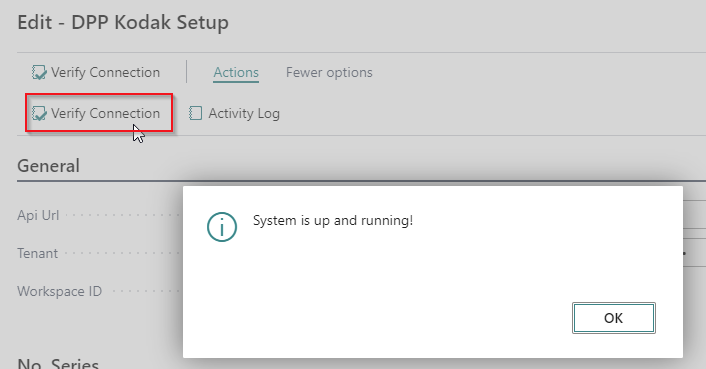 Edit - DPP Kodak Setup
Verify Connection Actions Fewer options
Verify Connection Activity Log
General
Api Url
System is up and running!
Tenant
Workspace ID
OK
No. Series